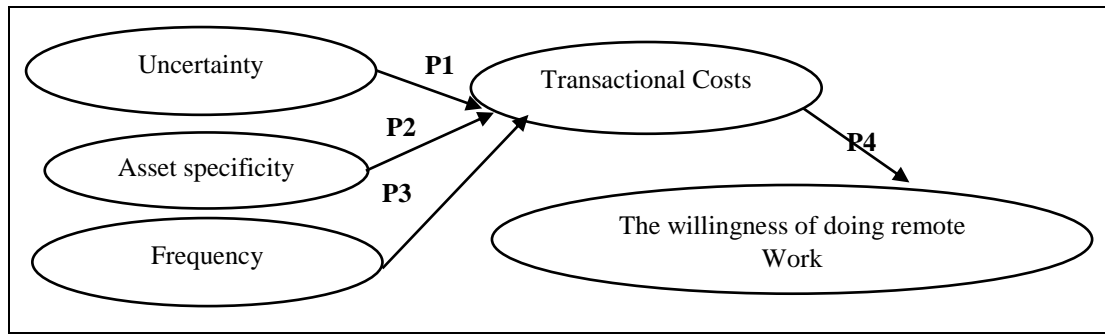 Uncertainty
P1
Transactional Costs
P2
Asset specificity
P4
P3
The willingness of doing remote
Work
Frequency